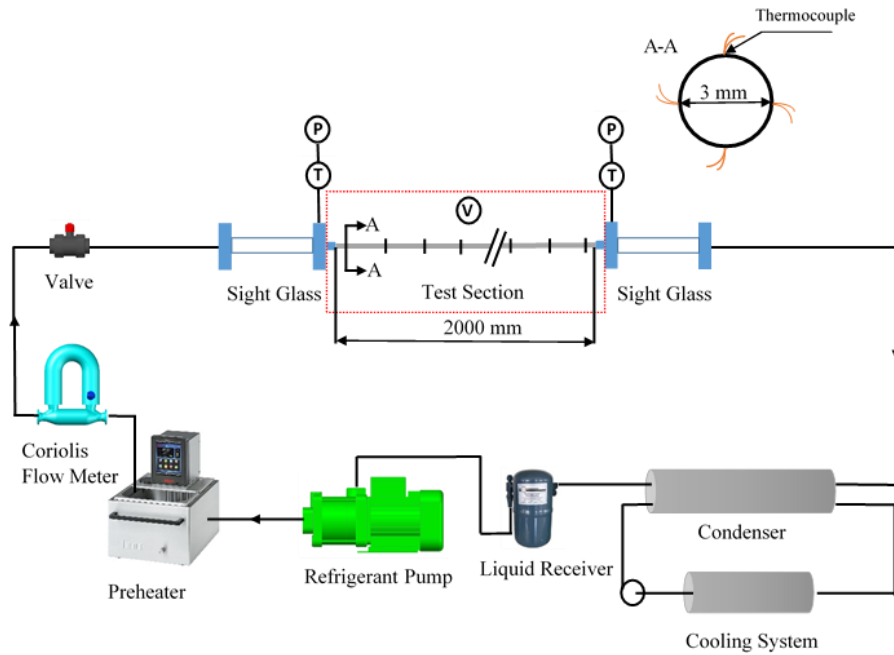 Thermocouple
A-A
3 mm
P
P
T
T
V
A
A
Valve
Sight Glass
Test Section
Sight Glass
2000 mm
Coriolis
Flow Meter
Preheater
Refrigerant Pump
Liquid Receiver
Condenser
Cooling System